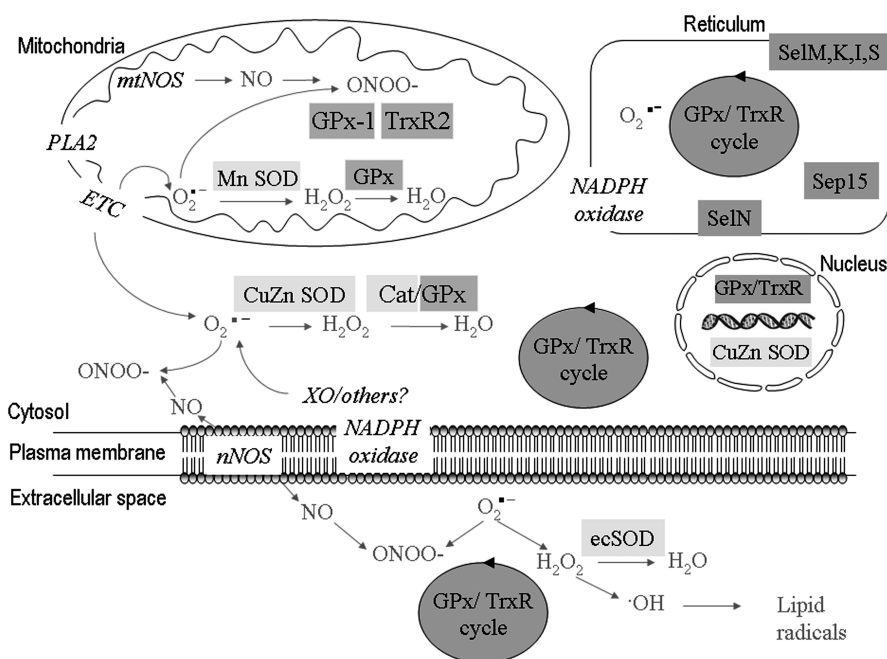 Mitochondria
mtNOS NO ONOO-
GPx-1 TrxR2
PLA2
ETC
O2▪− Mn SOD H2O2 GPx H2O
Reticulum
SelM,K,I,S
O2▪−
GPx/ TrxR
cycle
NADPH
oxidase
Sep15
SelN
Nucleus
GPx/TrxR
CuZn SOD
CuZn SOD Cat/GPx
O2▪− H2O2 H2O
GPx/ TrxR
cycle
ONOO-
XO/others?
NO
Cytosol
Plasma membrane
nNOS
NADPH
oxidase
Extracellular space
NO
O2▪−
ONOO-
ecSOD
H2O2 H2O
GPx/ TrxR
cycle
·OH
Lipid
radicals